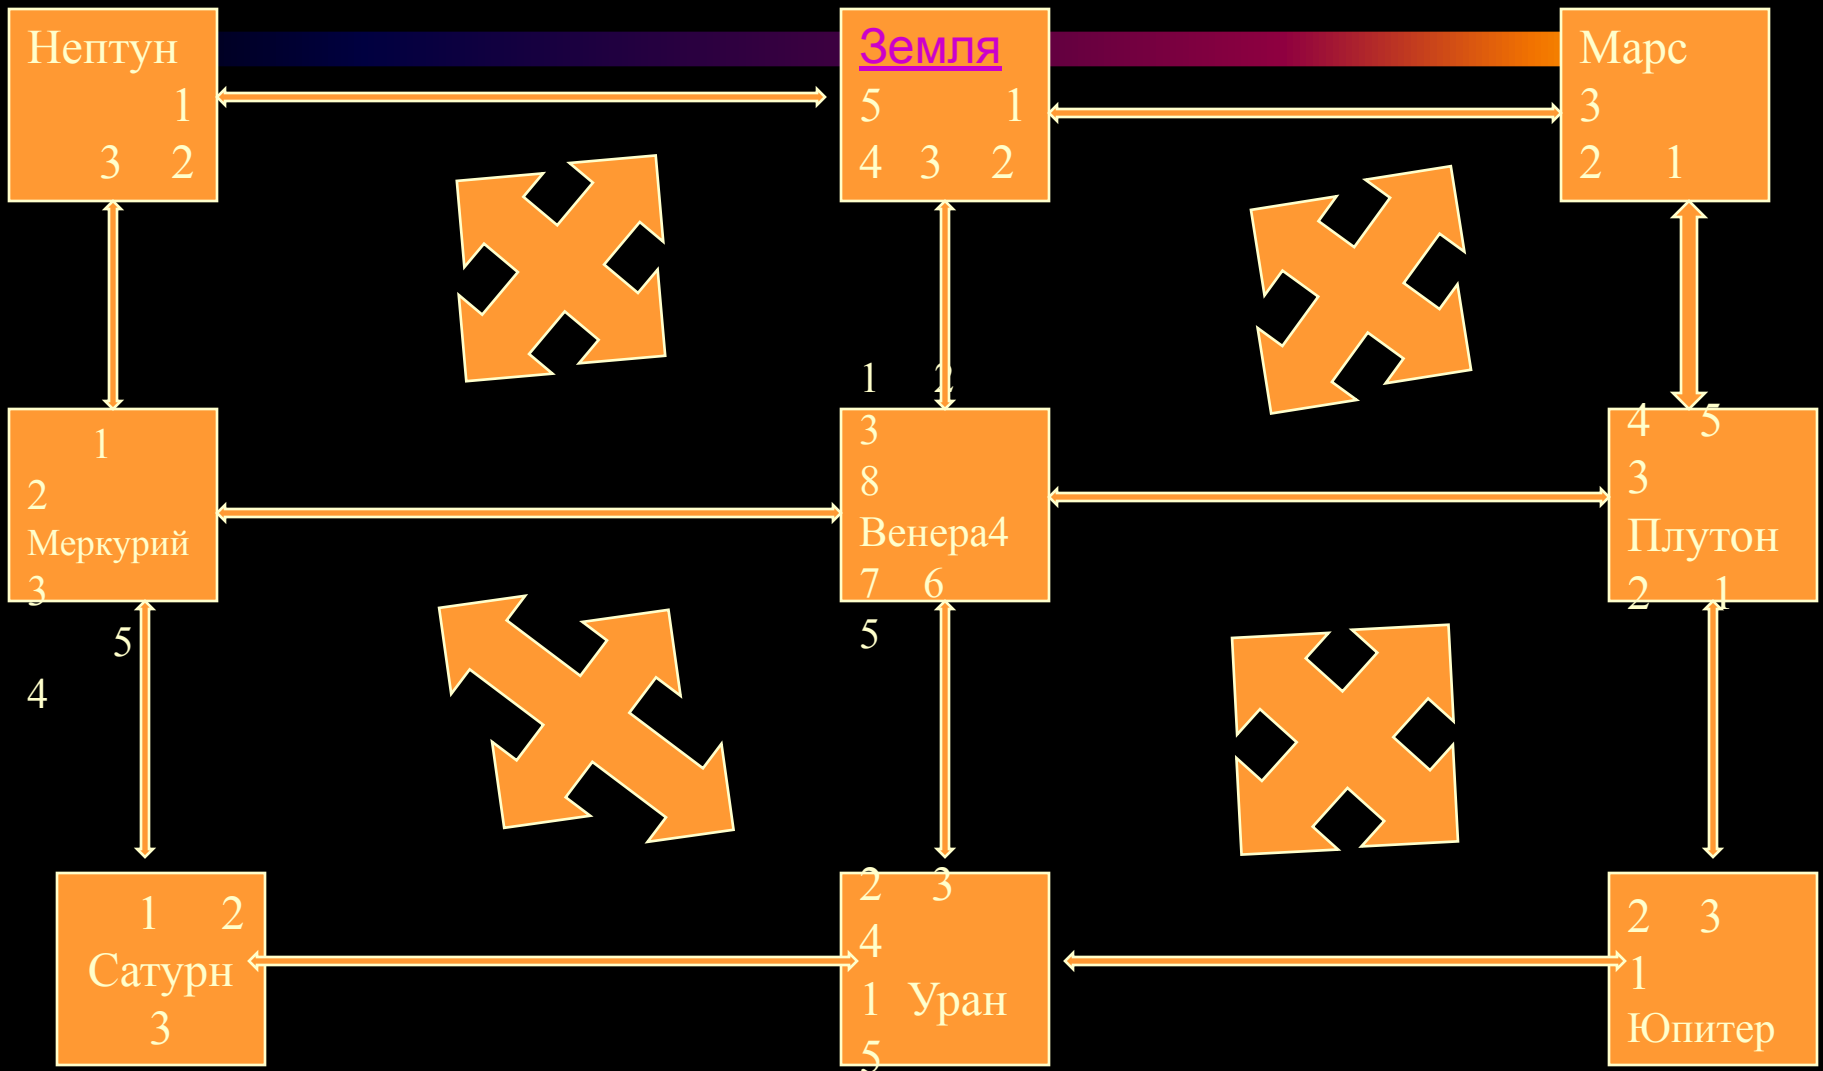 Нептун
1
3 2
Земля
5 1
4 3 2
Марс
3
2 1
1
2
Меркурий
3
5
4
1 2
3
8
Венера4
7 6
5
4 5
3
Плутон
2 1
1 2
Сатурн
3
2 3
4
1 Уран
5
2 3
1
Юпитер